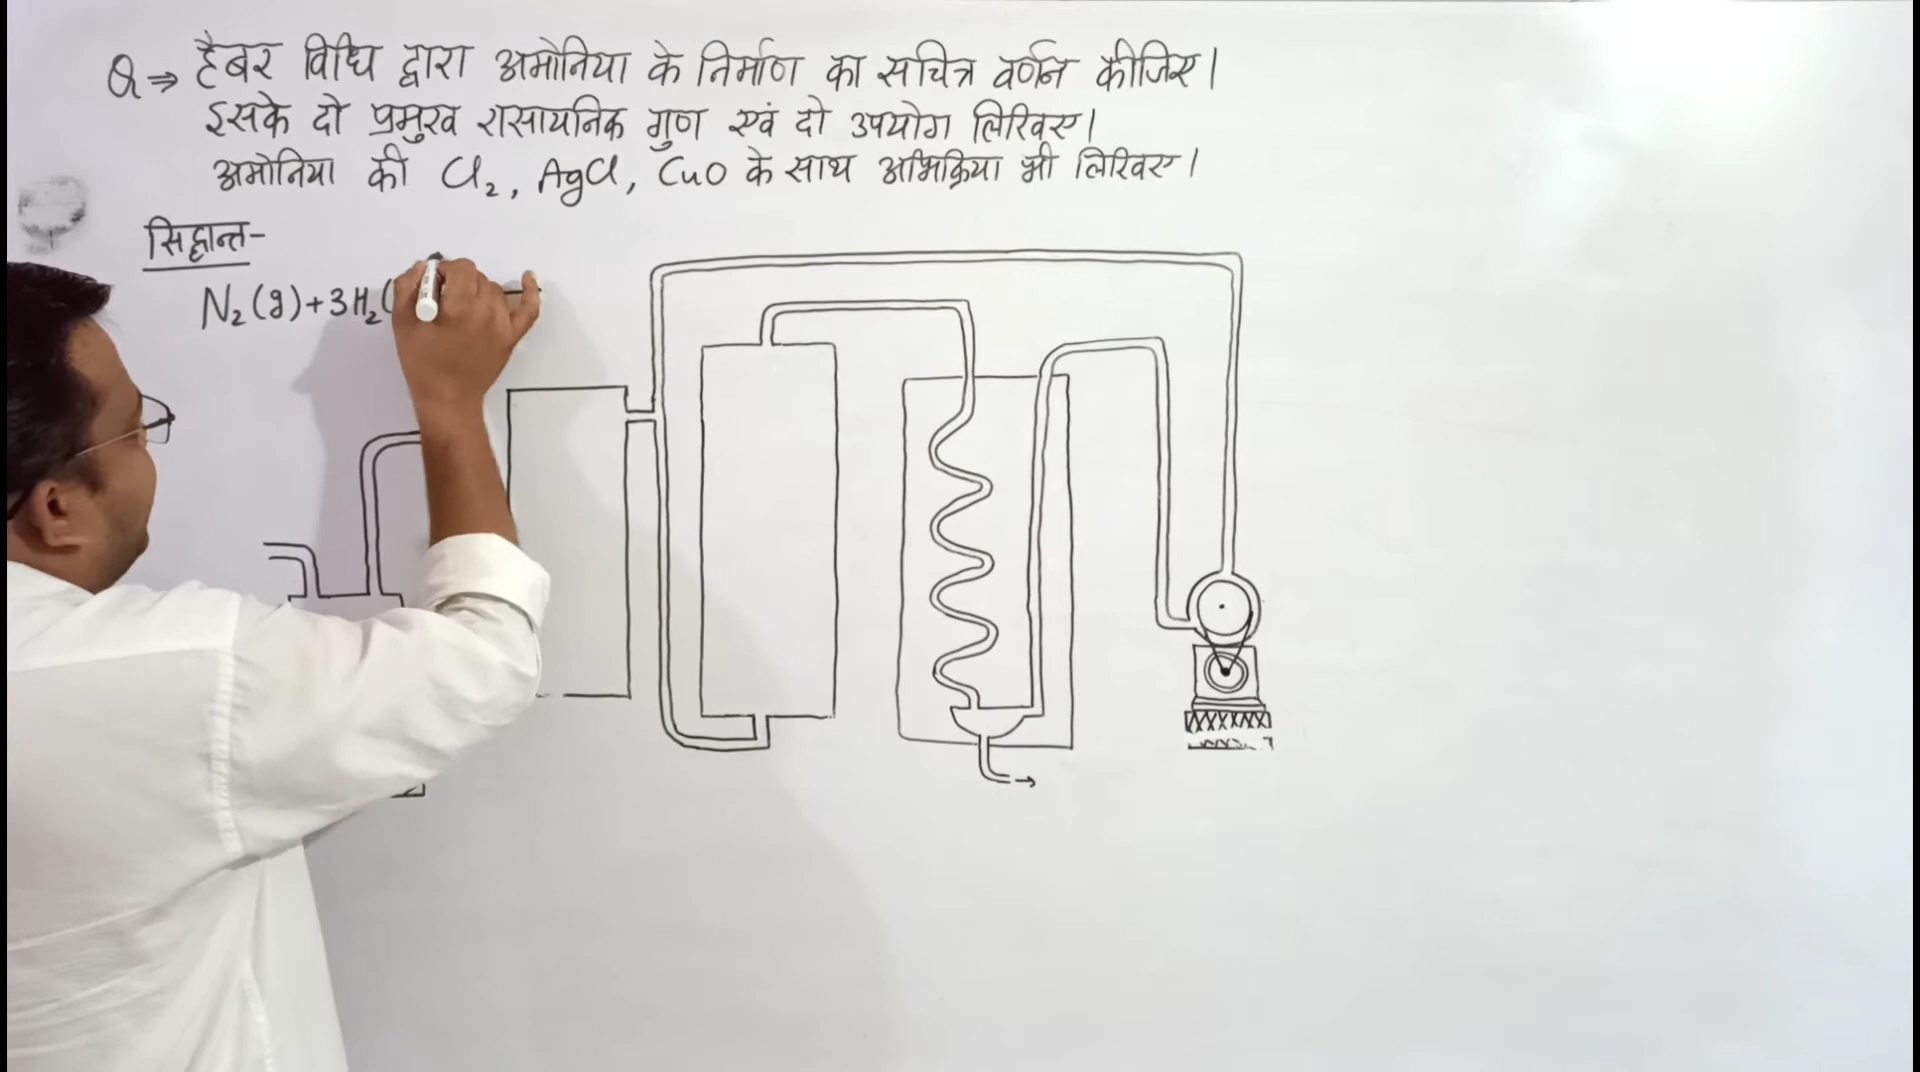 Q ⇒ हैबर विधि द्वारा अमोनिया के निर्माण का सचित्र वर्णन कीजिए।
इसके दो प्रमुख रासायनिक गुण एवं दो उपयोग लिखिए।
अमोनिया की Cl₂, AgCl, CuO के साथ अभिक्रिया भी लिखिए।
सिद्धान्त-
N₂(g)+3H₂(